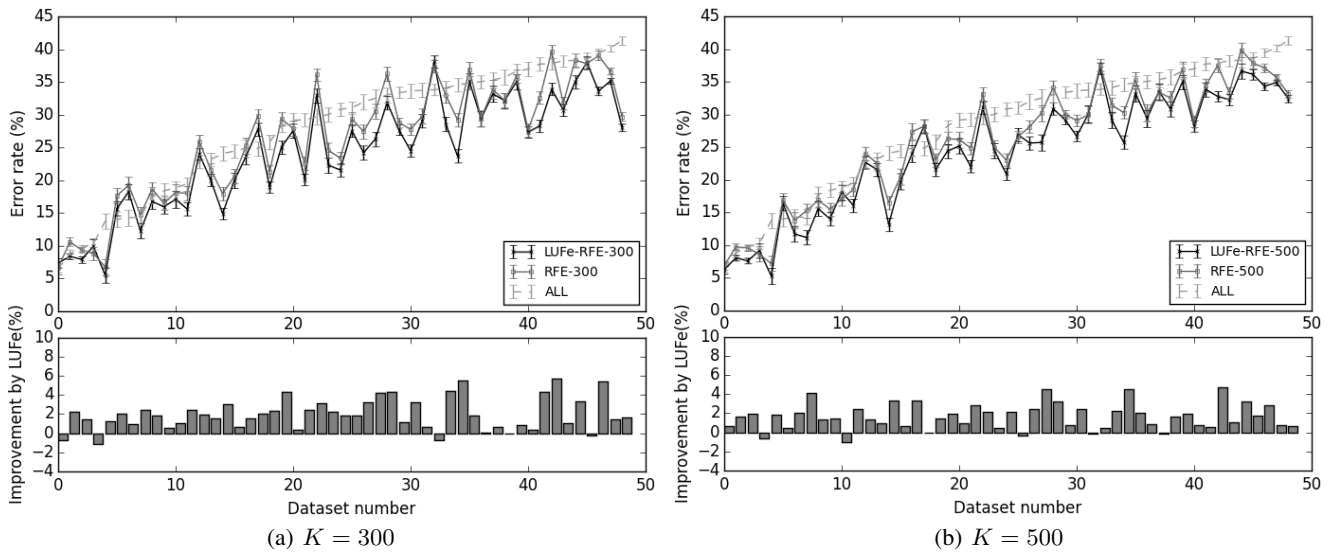 45
40
35
30
25
20
15
10
5
0
Error rate (%)
LUFe-RFE-300
RFE-300
ALL
0 10 20 30 40 50
10
8
6
4
2
0
−2
−4
Improvement by LUFe(%)
0 10 20 30 40 50
Dataset number
(a) K = 300
45
40
35
30
25
20
15
10
5
0
Error rate (%)
LUFe-RFE-500
RFE-500
ALL
0 10 20 30 40 50
10
8
6
4
2
0
−2
−4
Improvement by LUFe(%)
0 10 20 30 40 50
Dataset number
(b) K = 500